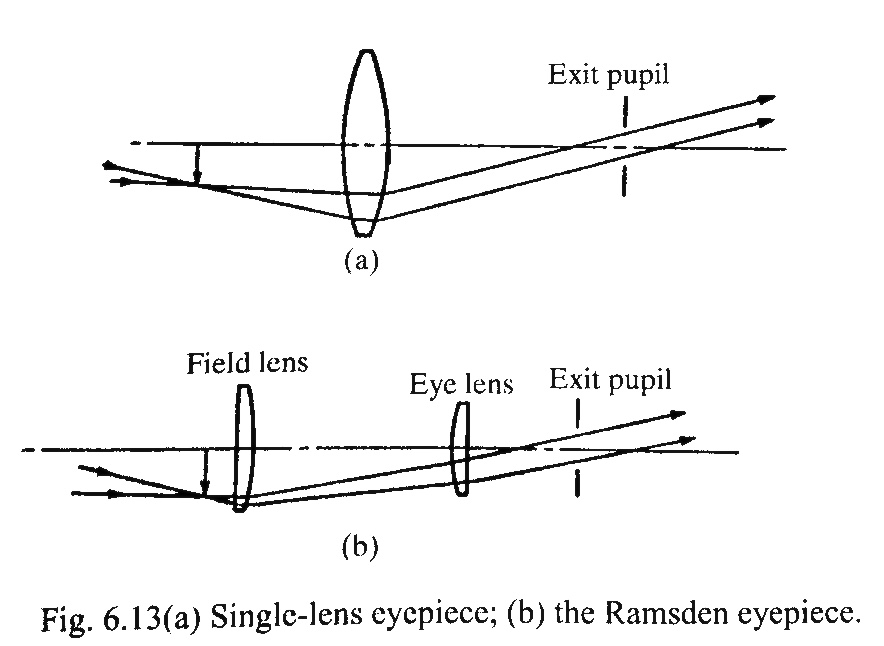 Exit pupil
(a)
Field lens
Eye lens
Exit pupil
(b)
Fig. 6.13(a) Single-lens eyepiece; (b) the Ramsden eyepiece.